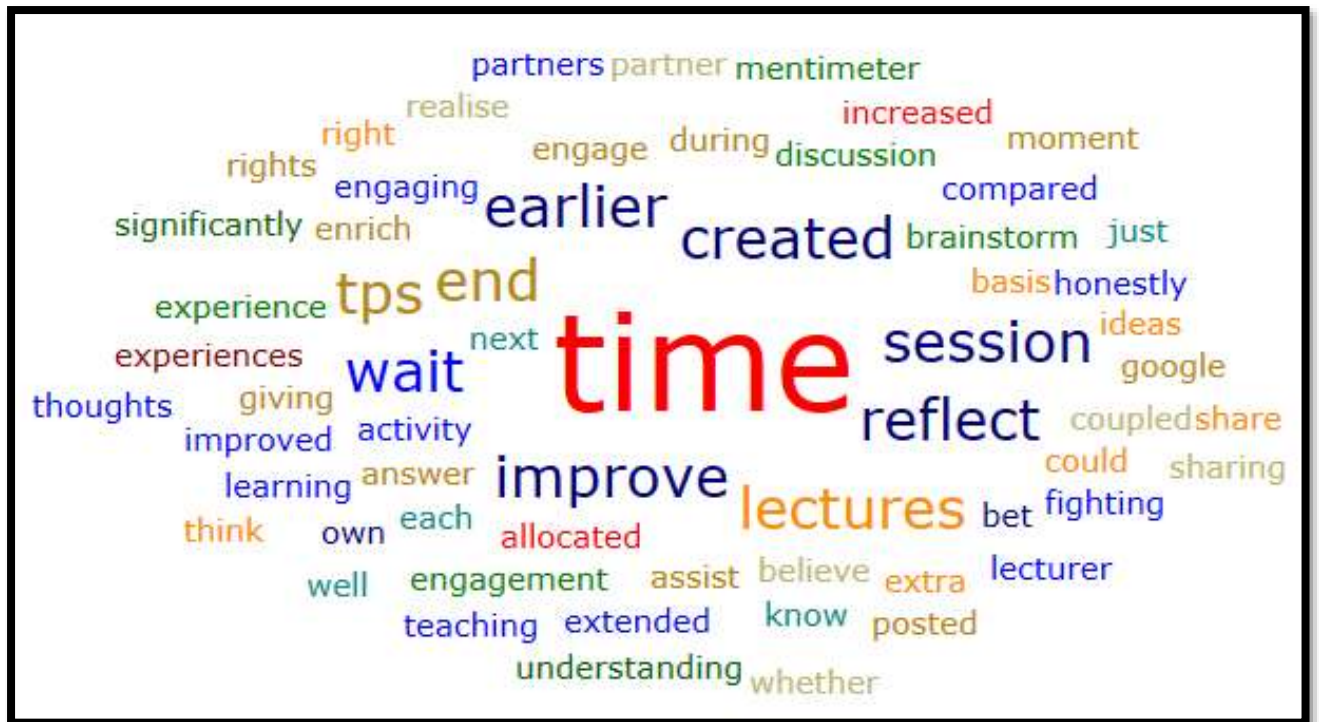 partners partner mentimeter
realise
increased
right
engage during discussion moment
rights
engaging earlier compared
significantly enrich created brainstorm just
tps end basis honestly
experience next time session ideas
experiences wait google
thoughts giving reflect coupled share
improved activity
learning answer improve could sharing
think own each allocated lectures bet fighting
well engagement assist believe extra lecturer
teaching extended know posted
understanding whether